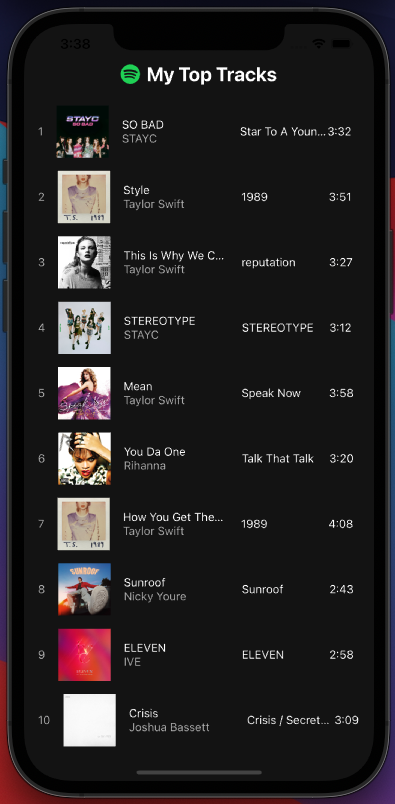 3:38
My Top Tracks
1 STAYC SO BAD SO BAD Star To A Youn... 3:32
STAYC
2 T.S. 1989 Style 1989 3:51
Taylor Swift
3 This Is Why We C... reputation 3:27
Taylor Swift
4 STEREOTYPE STEREOTYPE 3:12
STAYC
5 Speak Now Mean Speak Now 3:58
Taylor Swift
6 You Da One Talk That Talk 3:20
Rihanna
7 T.S. 1989 How You Get The... 1989 4:08
Taylor Swift
8 SUNROOF Sunroof Sunroof 2:43
Nicky Youre
9 ELEVEN ELEVEN 2:58
IVE
10 Crisis Crisis / Secret... 3:09
Joshua Bassett